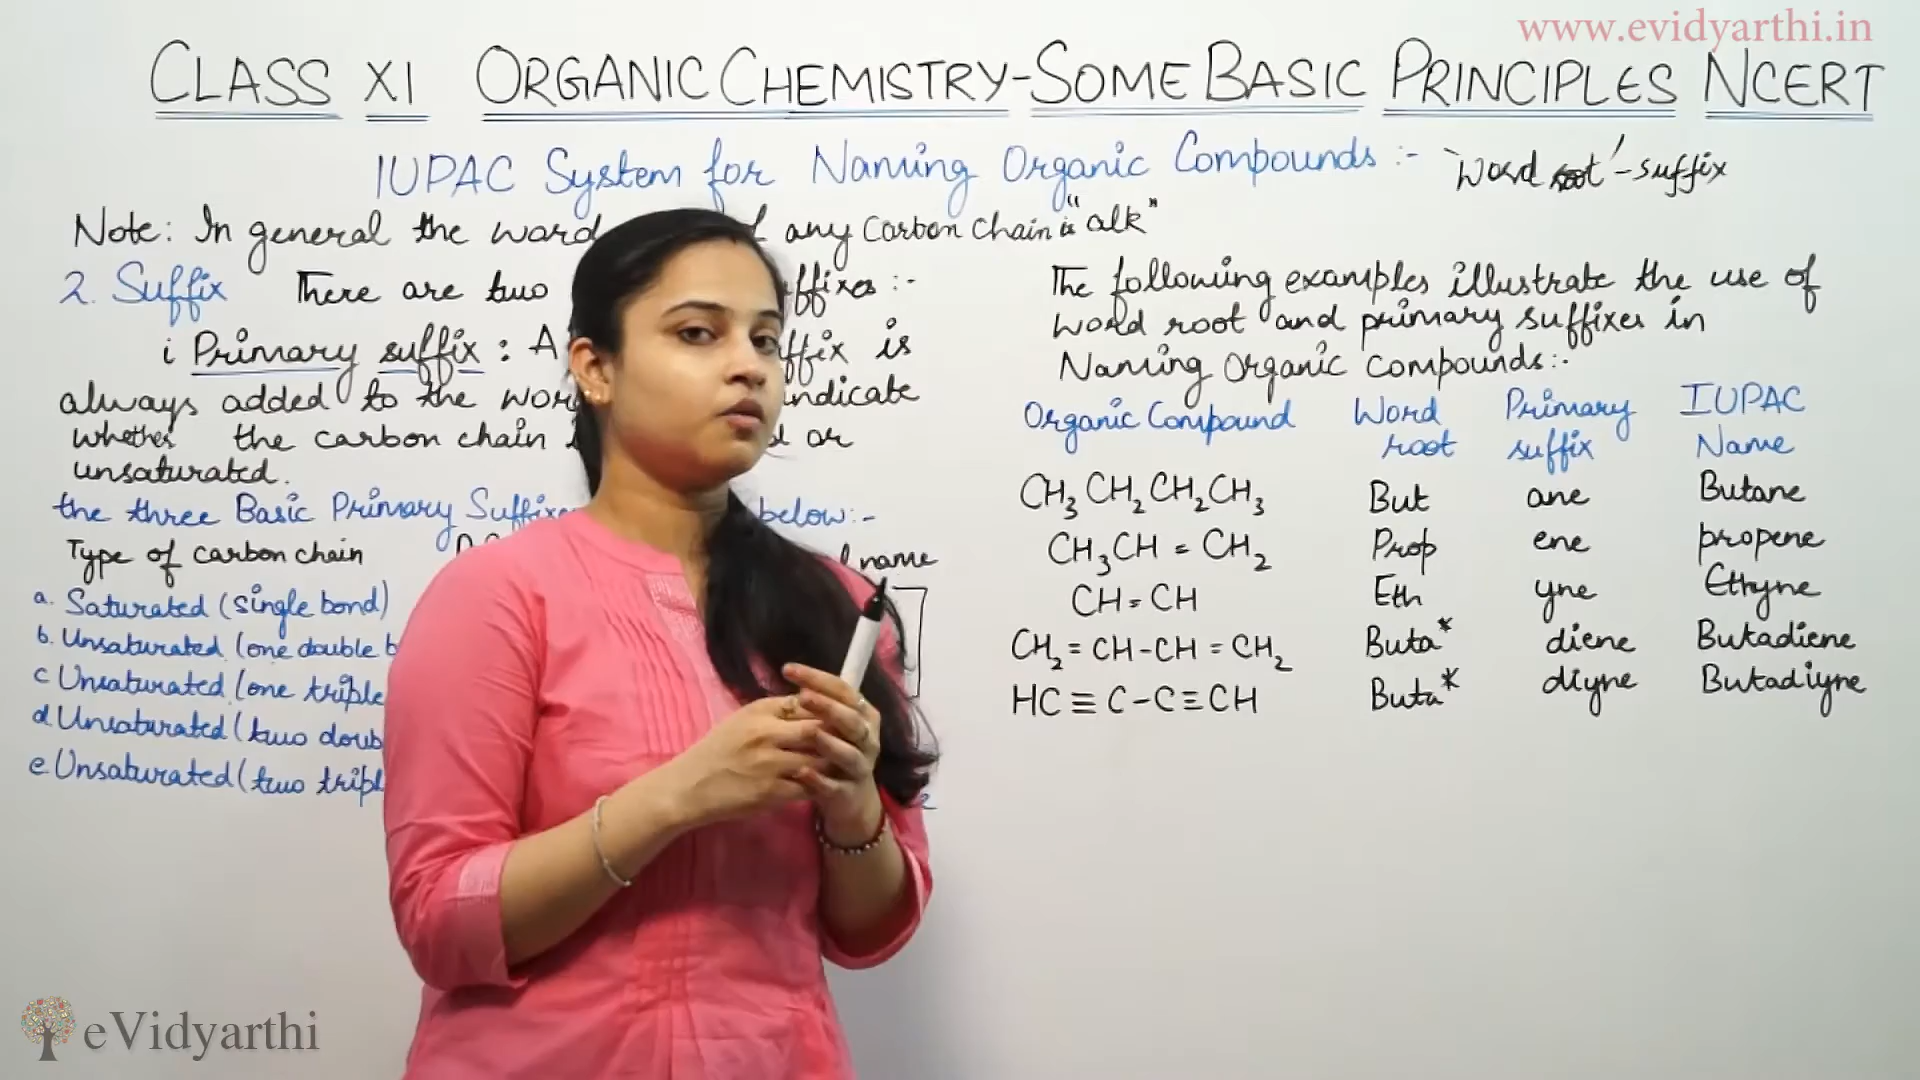 www.evidyarthi.in
CLASS XI ORGANIC CHEMISTRY-SOME BASIC PRINCIPLES NCERT
IUPAC System for Naming Organic Compounds :- 'Word root'-suffix
Note: In general the word of any Carbon Chain is "alk"
2. Suffix There are two
i Primary suffix : A is
always added to the indicate
whether the carbon chain or
unsaturated.
the three Basic Primary below:-
Type of carbon chain name
a. Saturated (single bond)
b. Unsaturated (one double
c Unsaturated (one triple
d. Unsaturated (two
e. Unsaturated (two
The following examples illustrate the use of
word root and primary suffixes in
Naming Organic Compounds:-
Organic Compound Word root Primary suffix IUPAC Name
CH3 CH2 CH2 CH3 But ane Butane
CH3CH = CH2 Prop ene propene
CH = CH Eth yne Ethyne
CH2 = CH-CH = CH2 Buta* diene Butadiene
HC ≡ C-C ≡ CH Buta* diyne Butadiyne
eVidyarthi